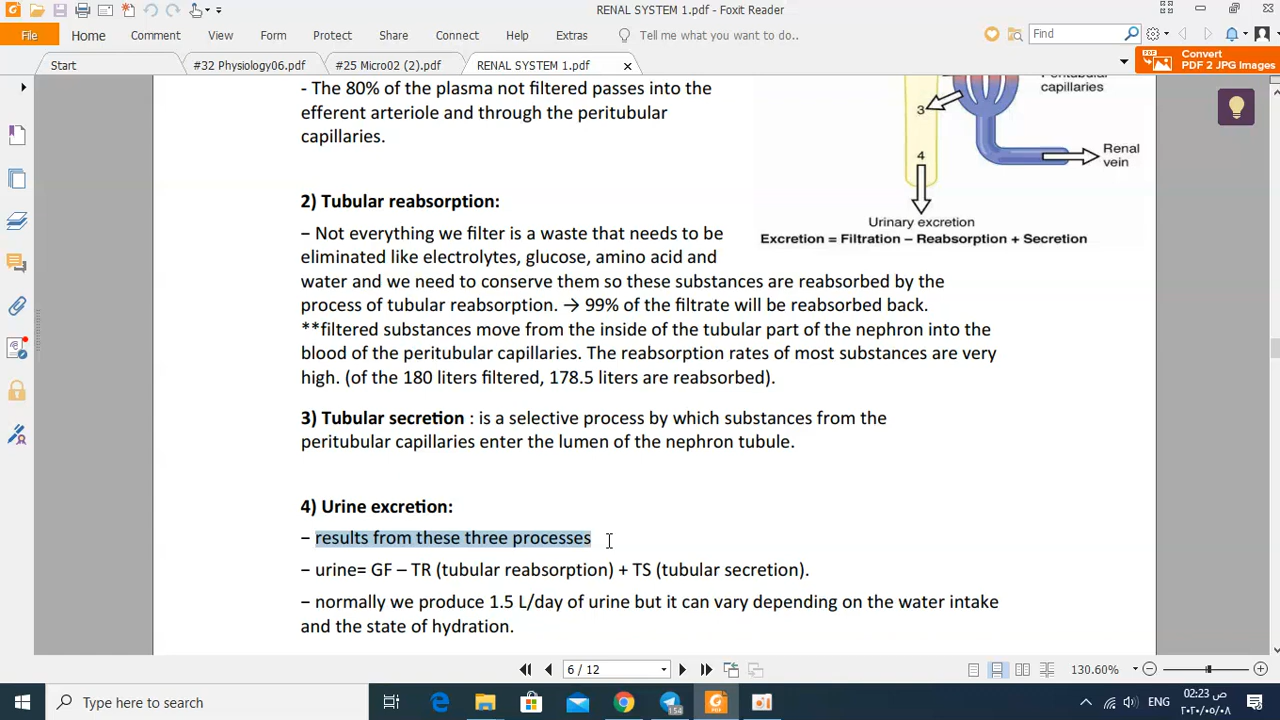 RENAL SYSTEM 1.pdf - Foxit Reader
File
Home
Comment
View
Form
Protect
Share
Connect
Help
Extras
Tell me what you want to do..
Find
Start
#32 Physiology06.pdf
#25 Micro02 (2).pdf
RENAL SYSTEM 1.pdf
Convert
PDF 2 JPG Images
- The 80% of the plasma not filtered passes into the
efferent arteriole and through the peritubular
capillaries.
Peritubular
capillaries
3
4
Renal
vein
Urinary excretion
Excretion = Filtration – Reabsorption + Secretion
2) Tubular reabsorption:
– Not everything we filter is a waste that needs to be
eliminated like electrolytes, glucose, amino acid and
water and we need to conserve them so these substances are reabsorbed by the
process of tubular reabsorption. → 99% of the filtrate will be reabsorbed back.
**filtered substances move from the inside of the tubular part of the nephron into the
blood of the peritubular capillaries. The reabsorption rates of most substances are very
high. (of the 180 liters filtered, 178.5 liters are reabsorbed).
3) Tubular secretion : is a selective process by which substances from the
peritubular capillaries enter the lumen of the nephron tubule.
4) Urine excretion:
– results from these three processes
– urine= GF – TR (tubular reabsorption) + TS (tubular secretion).
– normally we produce 1.5 L/day of urine but it can vary depending on the water intake
and the state of hydration.
6 / 12
130.60%
Type here to search
154
ENG
02:23 ص
٢٠٢٠/٠٥/٠٨